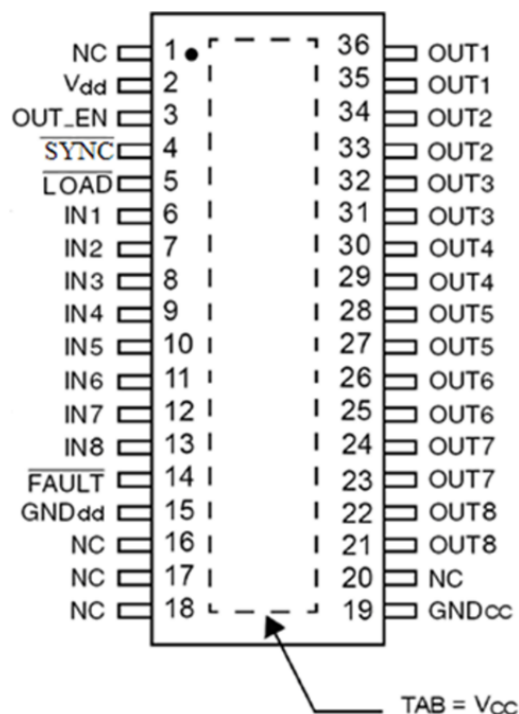 NC 1 36 OUT1
Vdd 2 35 OUT1
OUT_EN 3 34 OUT2
SYNC 4 33 OUT2
LOAD 5 32 OUT3
IN1 6 31 OUT3
IN2 7 30 OUT4
IN3 8 29 OUT4
IN4 9 28 OUT5
IN5 10 27 OUT5
IN6 11 26 OUT6
IN7 12 25 OUT6
IN8 13 24 OUT7
FAULT 14 23 OUT7
GNDdd 15 22 OUT8
NC 16 21 OUT8
NC 17 20 NC
NC 18 19 GNDCC
TAB = VCC